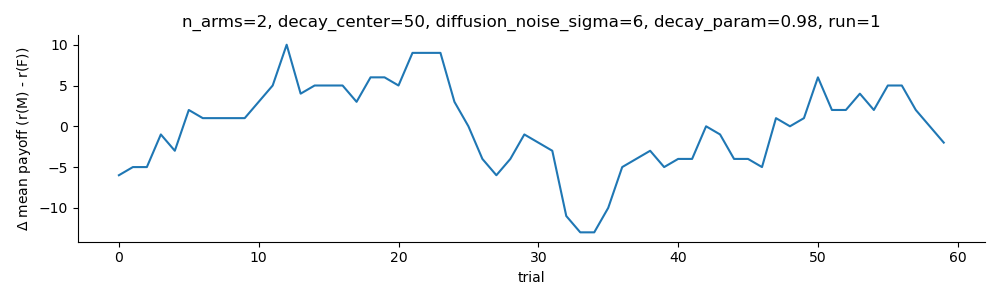 n_arms=2, decay_center=50, diffusion_noise_sigma=6, decay_param=0.98, run=1
Δ mean payoff (r(M) - r(F))
10
5
0
−5
−10
0 10 20 30 40 50 60
trial